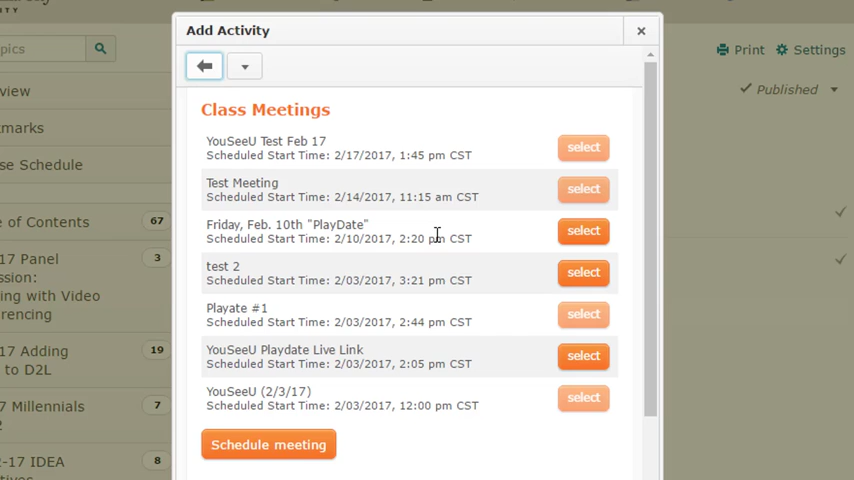 ITY
Add Activity
×
opics
Print
Settings
Published
view
kmarks
se Schedule
e of Contents 67
17 Panel 3
ssion:
ng with Video
rencing
17 Adding 19
to D2L
17 Millennials 7
2
2-17 IDEA 8
tives
Class Meetings
YouSeeU Test Feb 17
Scheduled Start Time: 2/17/2017, 1:45 pm CST
select
Test Meeting
Scheduled Start Time: 2/14/2017, 11:15 am CST
select
Friday, Feb. 10th "PlayDate"
Scheduled Start Time: 2/10/2017, 2:20 pm CST
select
test 2
Scheduled Start Time: 2/03/2017, 3:21 pm CST
select
Playate #1
Scheduled Start Time: 2/03/2017, 2:44 pm CST
select
YouSeeU Playdate Live Link
Scheduled Start Time: 2/03/2017, 2:05 pm CST
select
YouSeeU (2/3/17)
Scheduled Start Time: 2/03/2017, 12:00 pm CST
select
Schedule meeting